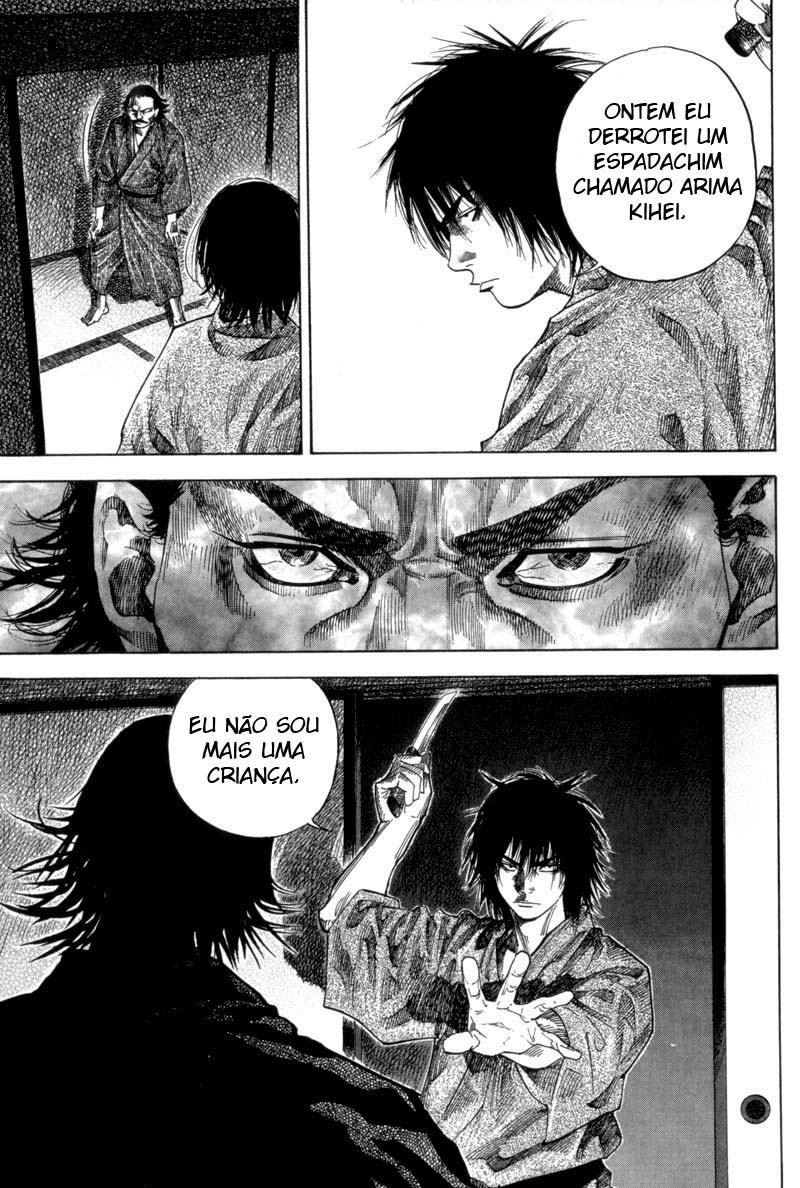 ONTEM EU
DERROTEI UM
ESPADACHIM
CHAMADO ARIMA
KIHEI.
EU NÃO SOU
MAIS UMA
CRIANÇA.